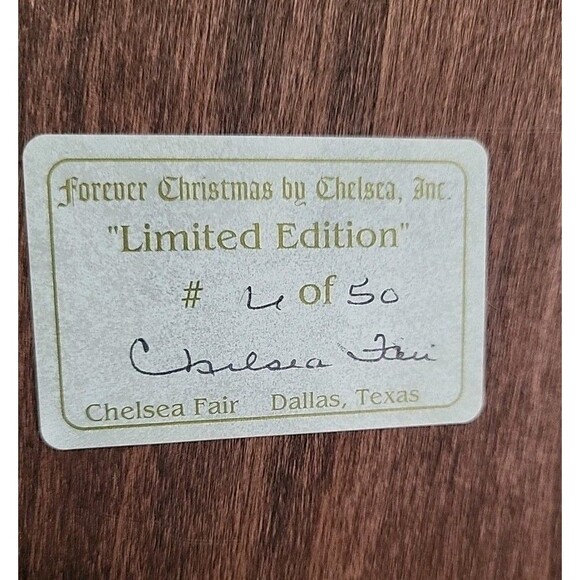 Forever Christmas by Chelsea, Inc.
"Limited Edition"
# 4 of 50
Chelsea Fair
Chelsea Fair Dallas, Texas